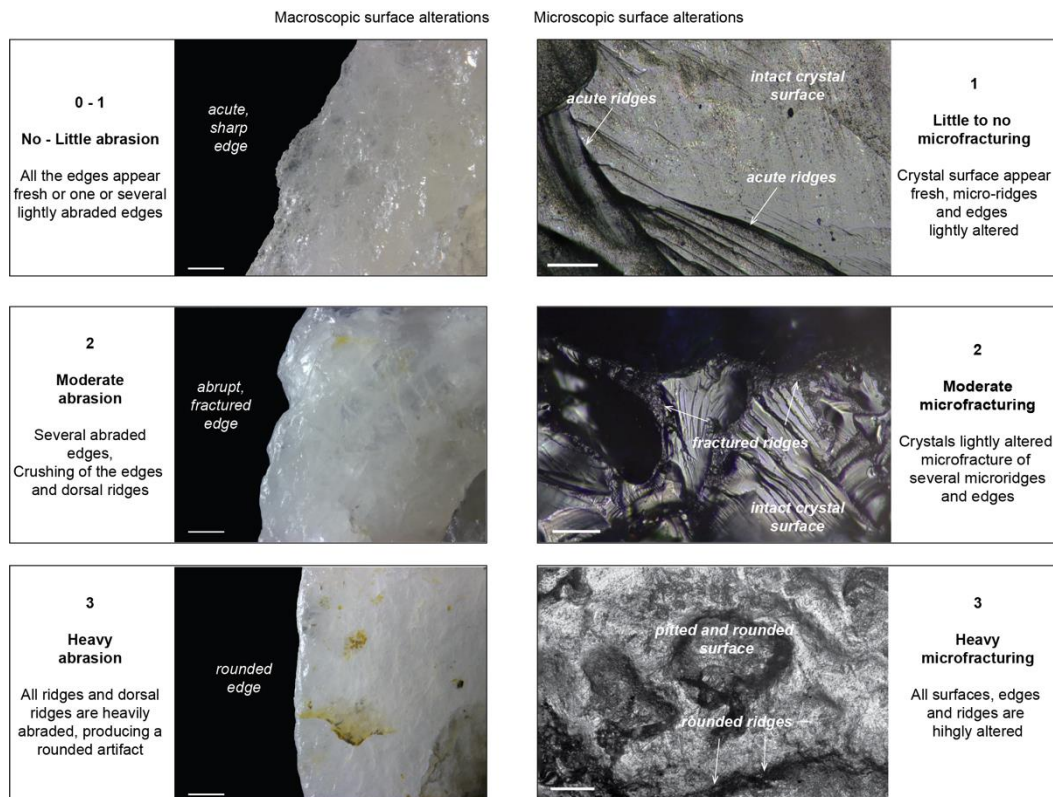 Macroscopic surface alterations
Microscopic surface alterations
0 - 1
No - Little abrasion
All the edges appear
fresh or one or several
lightly abraded edges
acute,
sharp
edge
acute ridges
intact crystal
surface
acute ridges
1
Little to no
microfracturing
Crystal surface appear
fresh, micro-ridges
and edges
lightly altered
2
Moderate
abrasion
Several abraded
edges,
Crushing of the edges
and dorsal ridges
abrupt,
fractured
edge
fractured ridges
intact crystal
surface
2
Moderate
microfracturing
Crystals lightly altered,
microfracture of
several microridges
and edges
3
Heavy
abrasion
All ridges and dorsal
ridges are heavily
abraded, producing a
rounded artifact
rounded
edge
pitted and rounded
surface
rounded ridges
3
Heavy
microfracturing
All surfaces, edges
and ridges are
hihgly altered